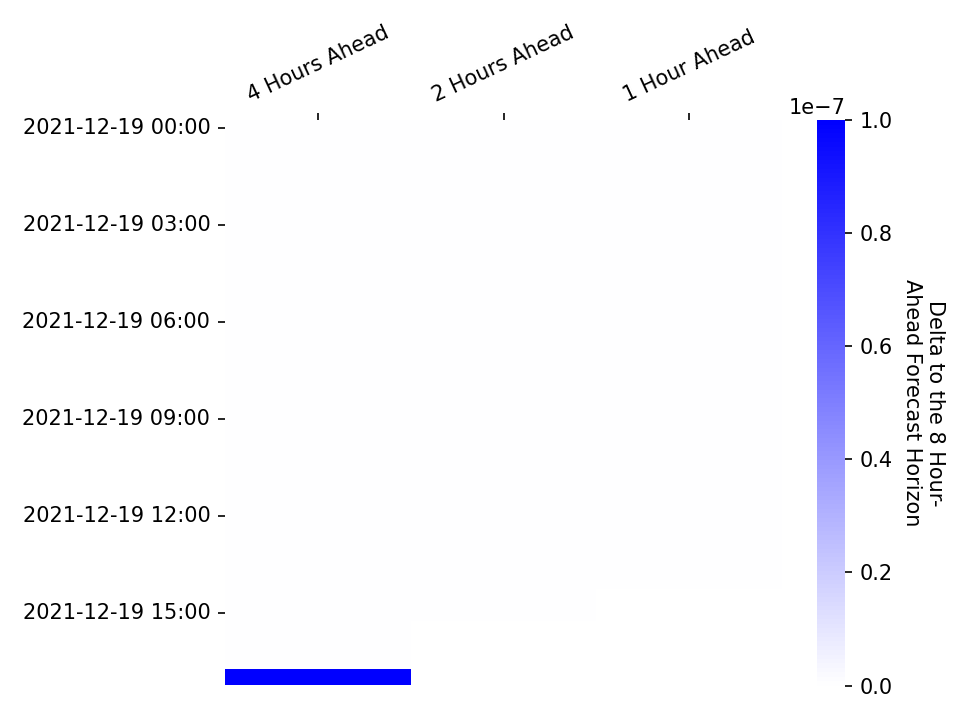 4 Hours Ahead
2 Hours Ahead
1 Hour Ahead
1e−7
2021-12-19 00:00
2021-12-19 03:00
2021-12-19 06:00
2021-12-19 09:00
2021-12-19 12:00
2021-12-19 15:00
1.0
0.8
0.6
0.4
0.2
0.0
Delta to the 8 Hour-
Ahead Forecast Horizon